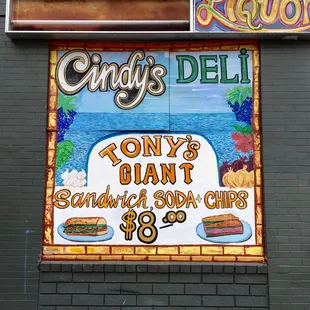 Liquor
Cindy's DELi
TONY'S
GIANT
Sandwich, SODA + CHIPS
$8.00